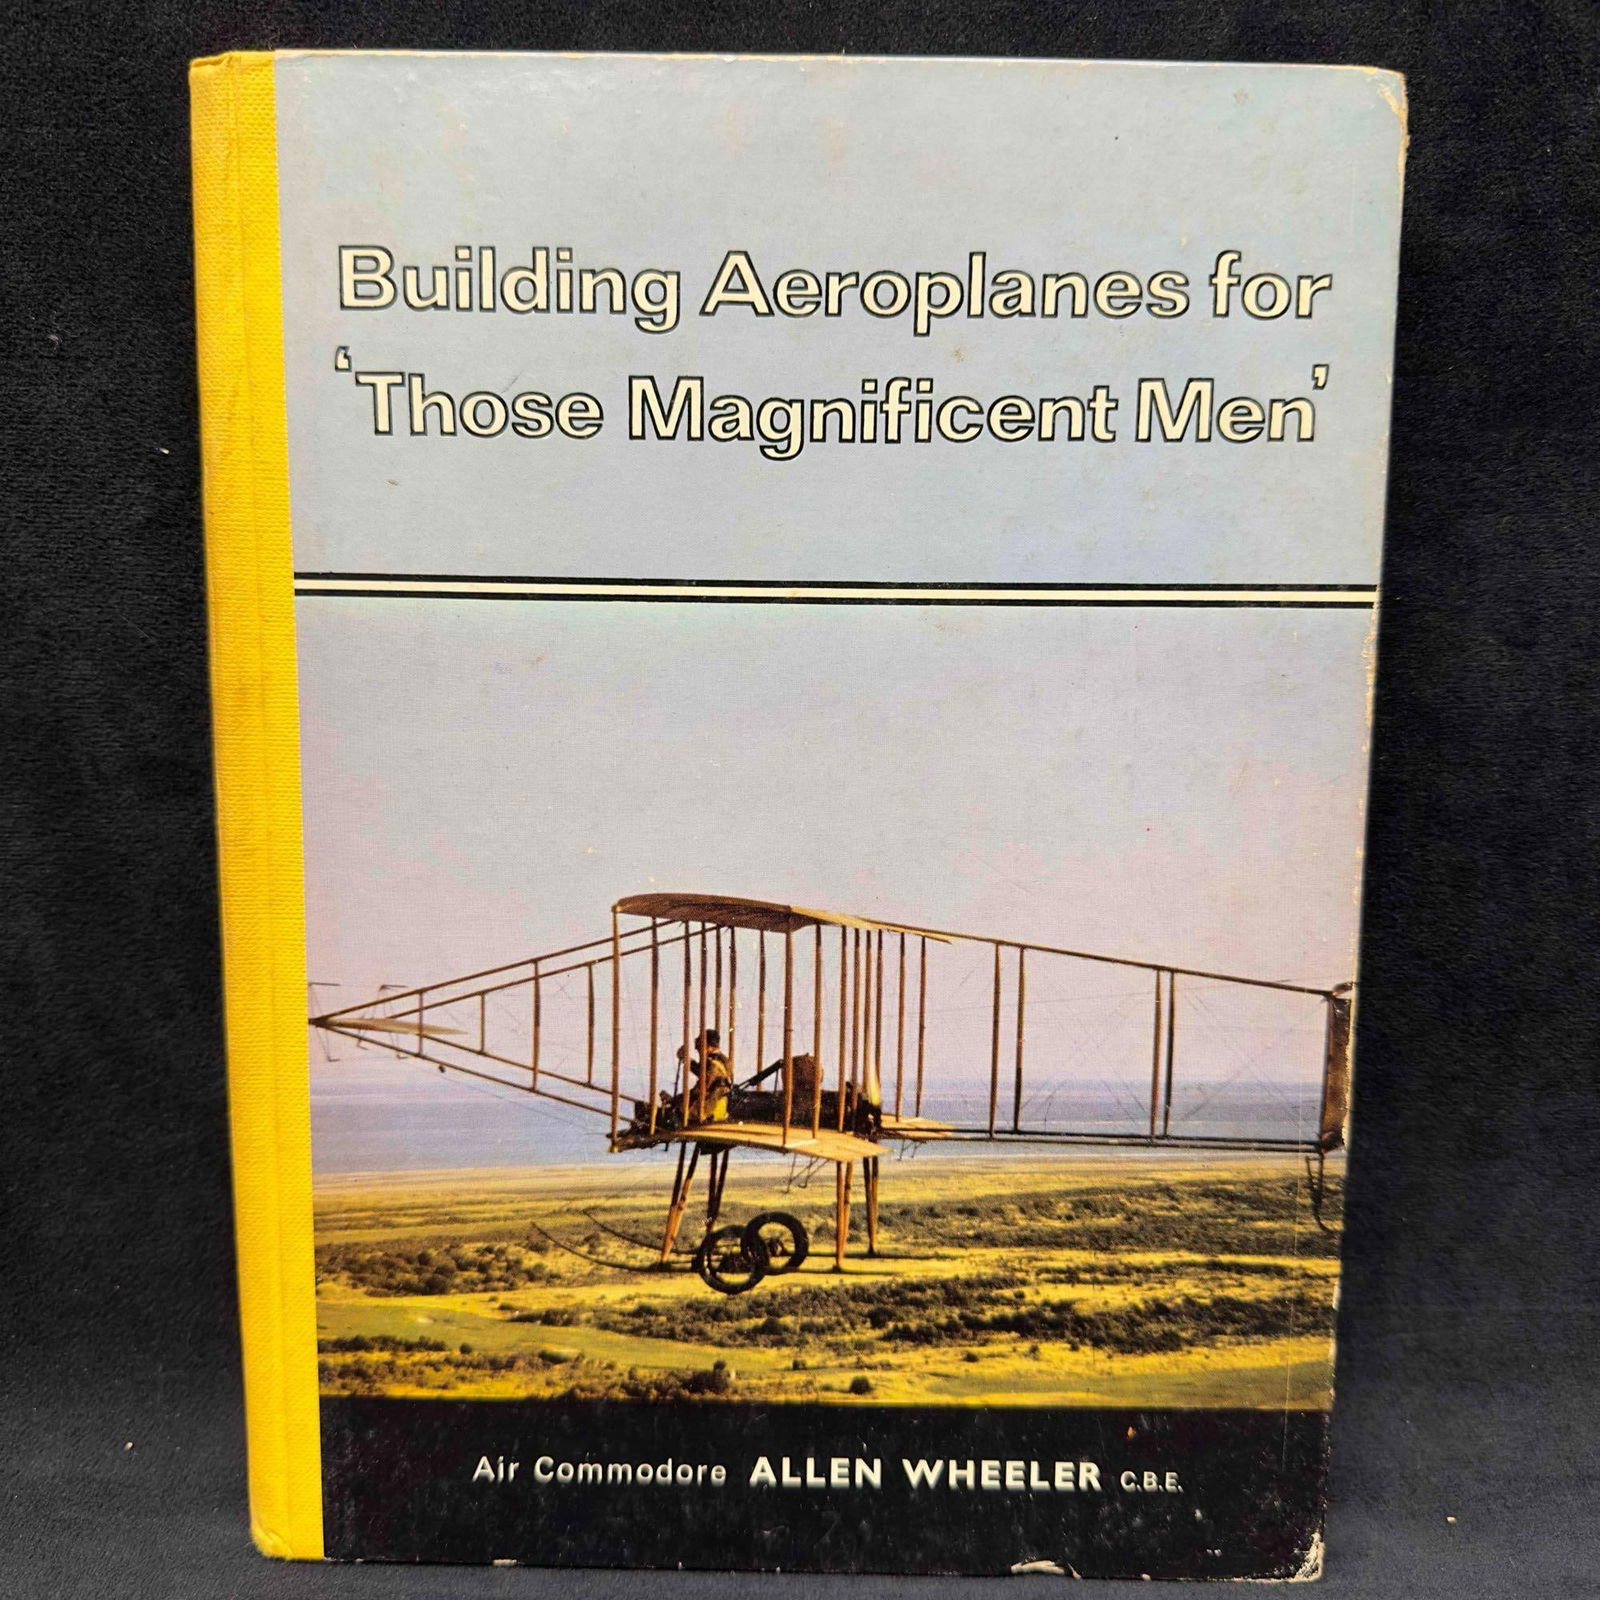 Building Aeroplanes for
‘Those Magnificent Men’
Air Commodore ALLEN WHEELER C.B.E.